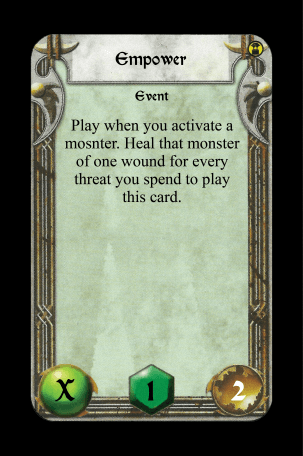 Empower
Event
Play when you activate a
mosnter. Heal that monster
of one wound for every
threat you spend to play
this card.
X 1 2